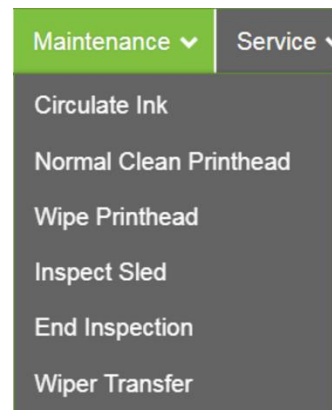 Maintenance Service
Circulate Ink
Normal Clean Printhead
Wipe Printhead
Inspect Sled
End Inspection
Wiper Transfer